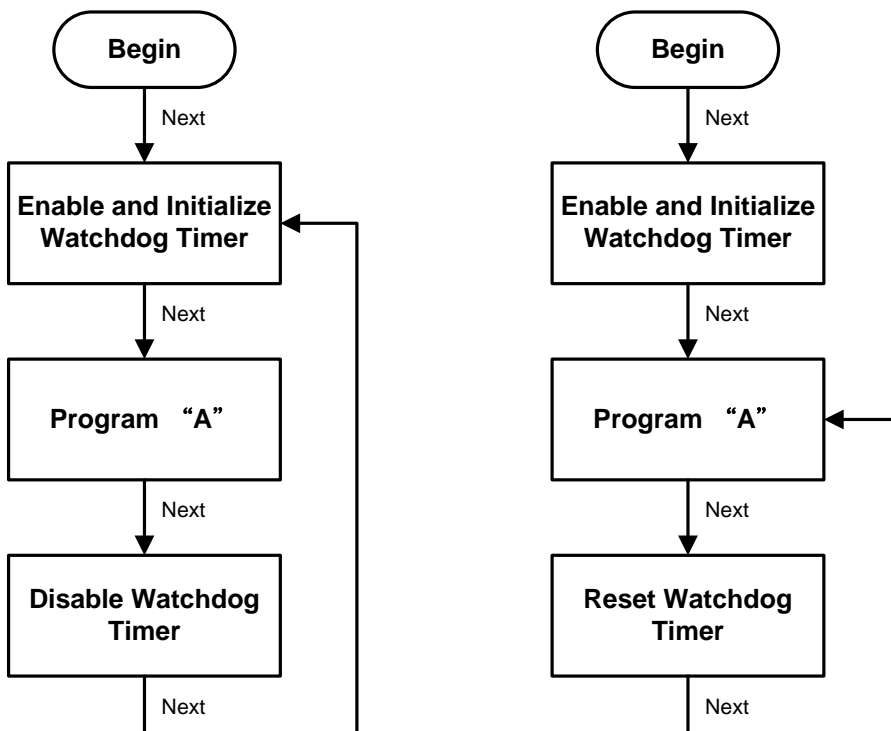 Begin
Next
Enable and Initialize
Watchdog Timer
Next
Program “A”
Next
Disable Watchdog
Timer
Next
Begin
Next
Enable and Initialize
Watchdog Timer
Next
Program “A”
Next
Reset Watchdog
Timer
Next